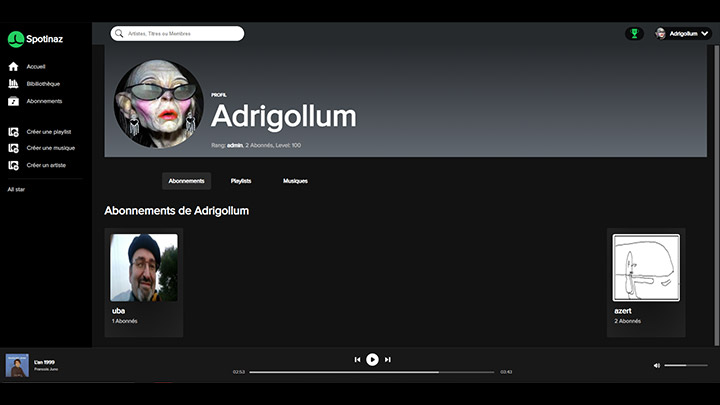 Spotinaz
Artistes, Titres ou Membres
Adrigollum
Accueil
Bibliothèque
Abonnements
Créer une playlist
Créer une musique
Créer un artiste
All star
PROFIL
Adrigollum
Rang: admin, 2 Abonnés, Level: 100
Abonnements
Playlists
Musiques
Abonnements de Adrigollum
uba
1 Abonnés
azert
2 Abonnés
L'an 1999
Francois Juno
02:53
03:43